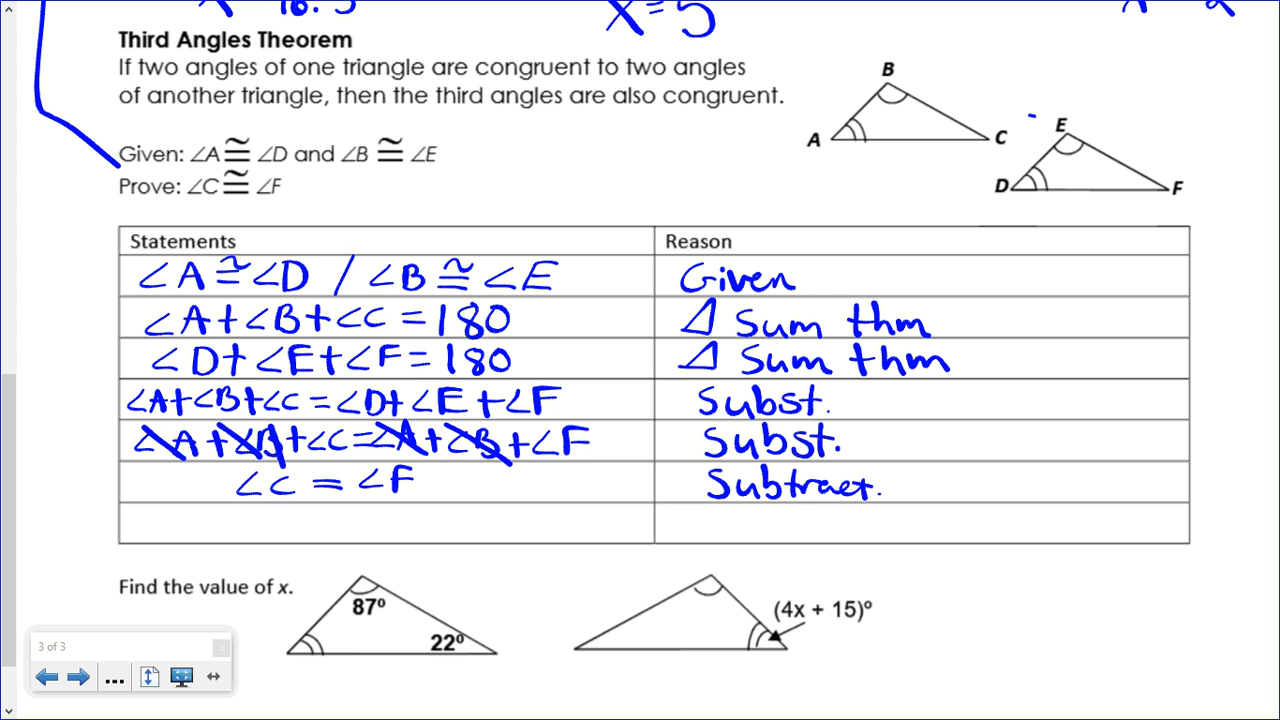 x = 5
Third Angles Theorem
If two angles of one triangle are congruent to two angles
of another triangle, then the third angles are also congruent.
Given: ∠A ≅ ∠D and ∠B ≅ ∠E
Prove: ∠C ≅ ∠F
B
A
C
E
D
F
Statements Reason
∠A ≅ ∠D / ∠B ≅ ∠E Given
∠A + ∠B + ∠C = 180 △ Sum thm
∠D + ∠E + ∠F = 180 △ Sum thm
∠A + ∠B + ∠C = ∠D + ∠E + ∠F Subst.
∠A + ∠B + ∠C = ∠A + ∠B + ∠F Subst.
∠C = ∠F Subtract.
Find the value of x.
87º
22º
(4x + 15)º
3 of 3
x
...